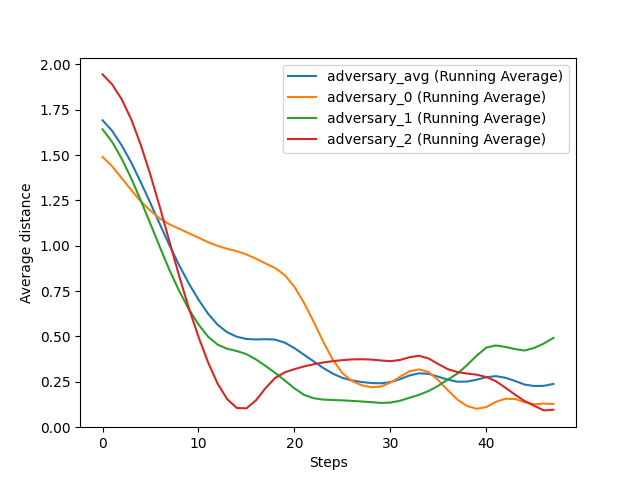 2.00
1.75
1.50
1.25
1.00
0.75
0.50
0.25
0.00
Average distance
adversary_avg (Running Average)
adversary_0 (Running Average)
adversary_1 (Running Average)
adversary_2 (Running Average)
0 10 20 30 40
Steps